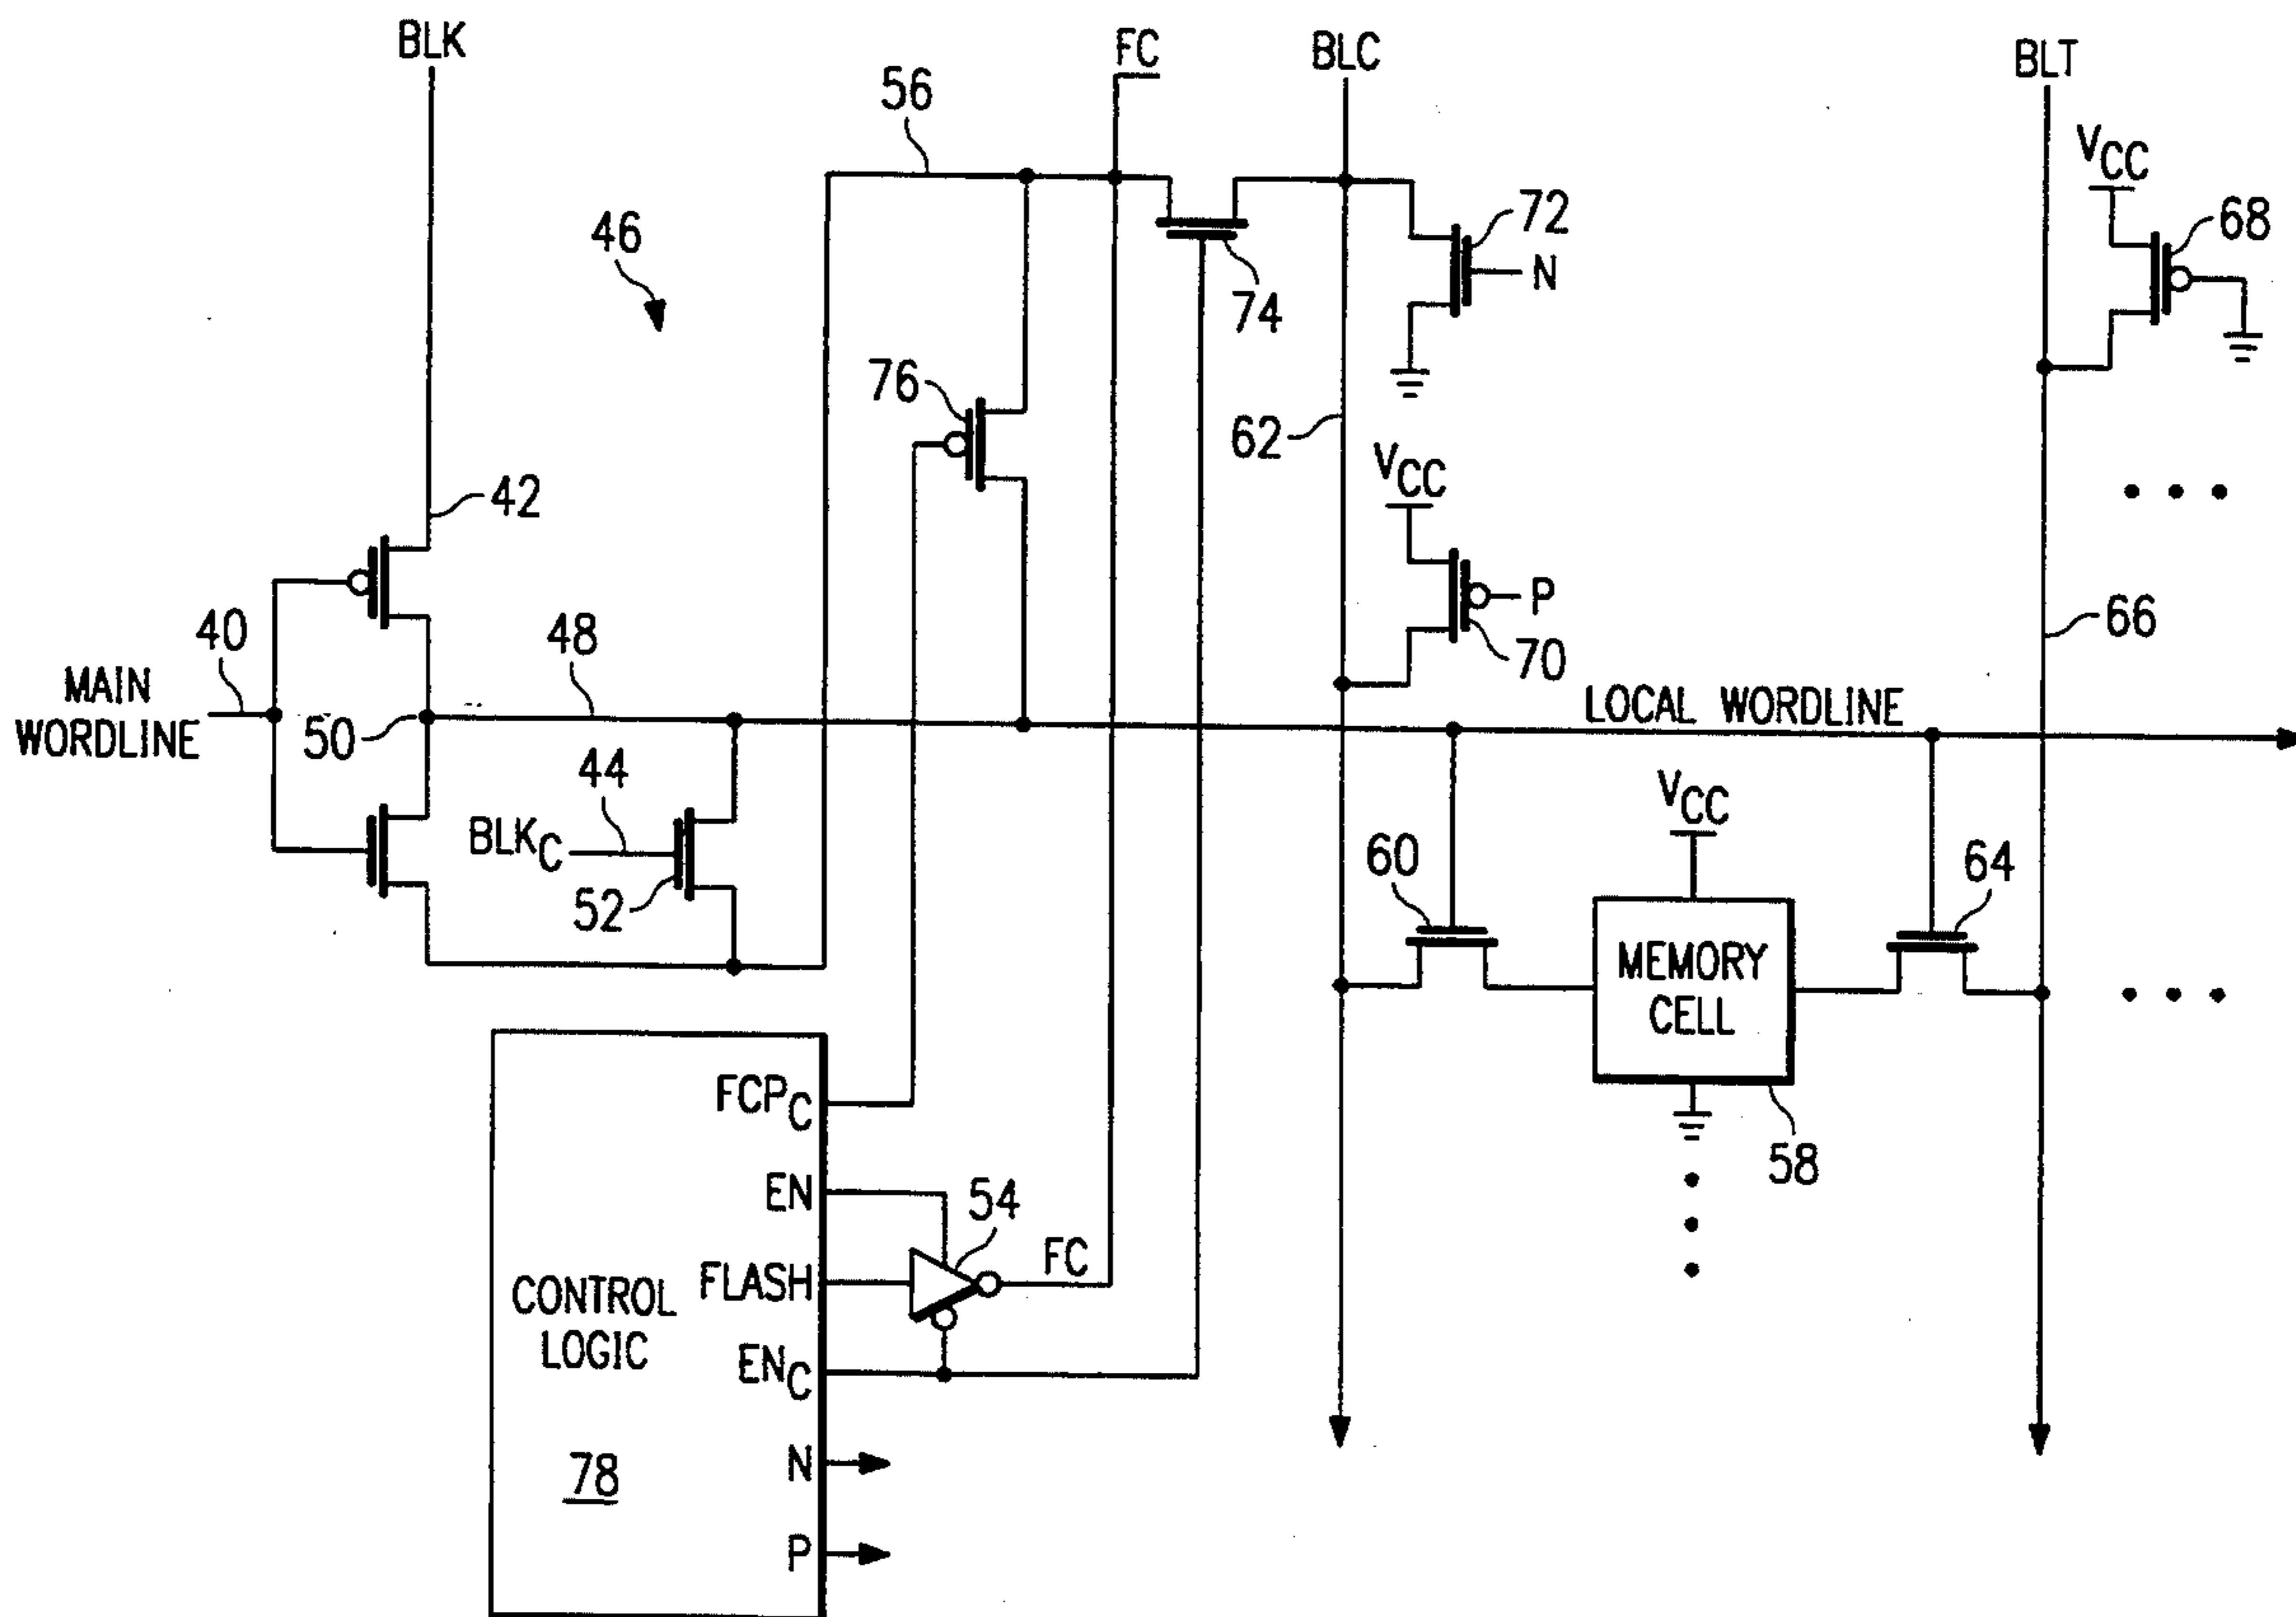 BLK
FC
BLC
BLT
56
VCC
72
68
46
N
74
76
62
VCC
42
P
66
40
48
70
MAIN
WORDLINE
50
LOCAL WORDLINE
44
VCC
BLKC
60
64
52
MEMORY
CELL
FCPC
58
EN
54
FLASH
FC
CONTROL
LOGIC
ENC
N
78
P